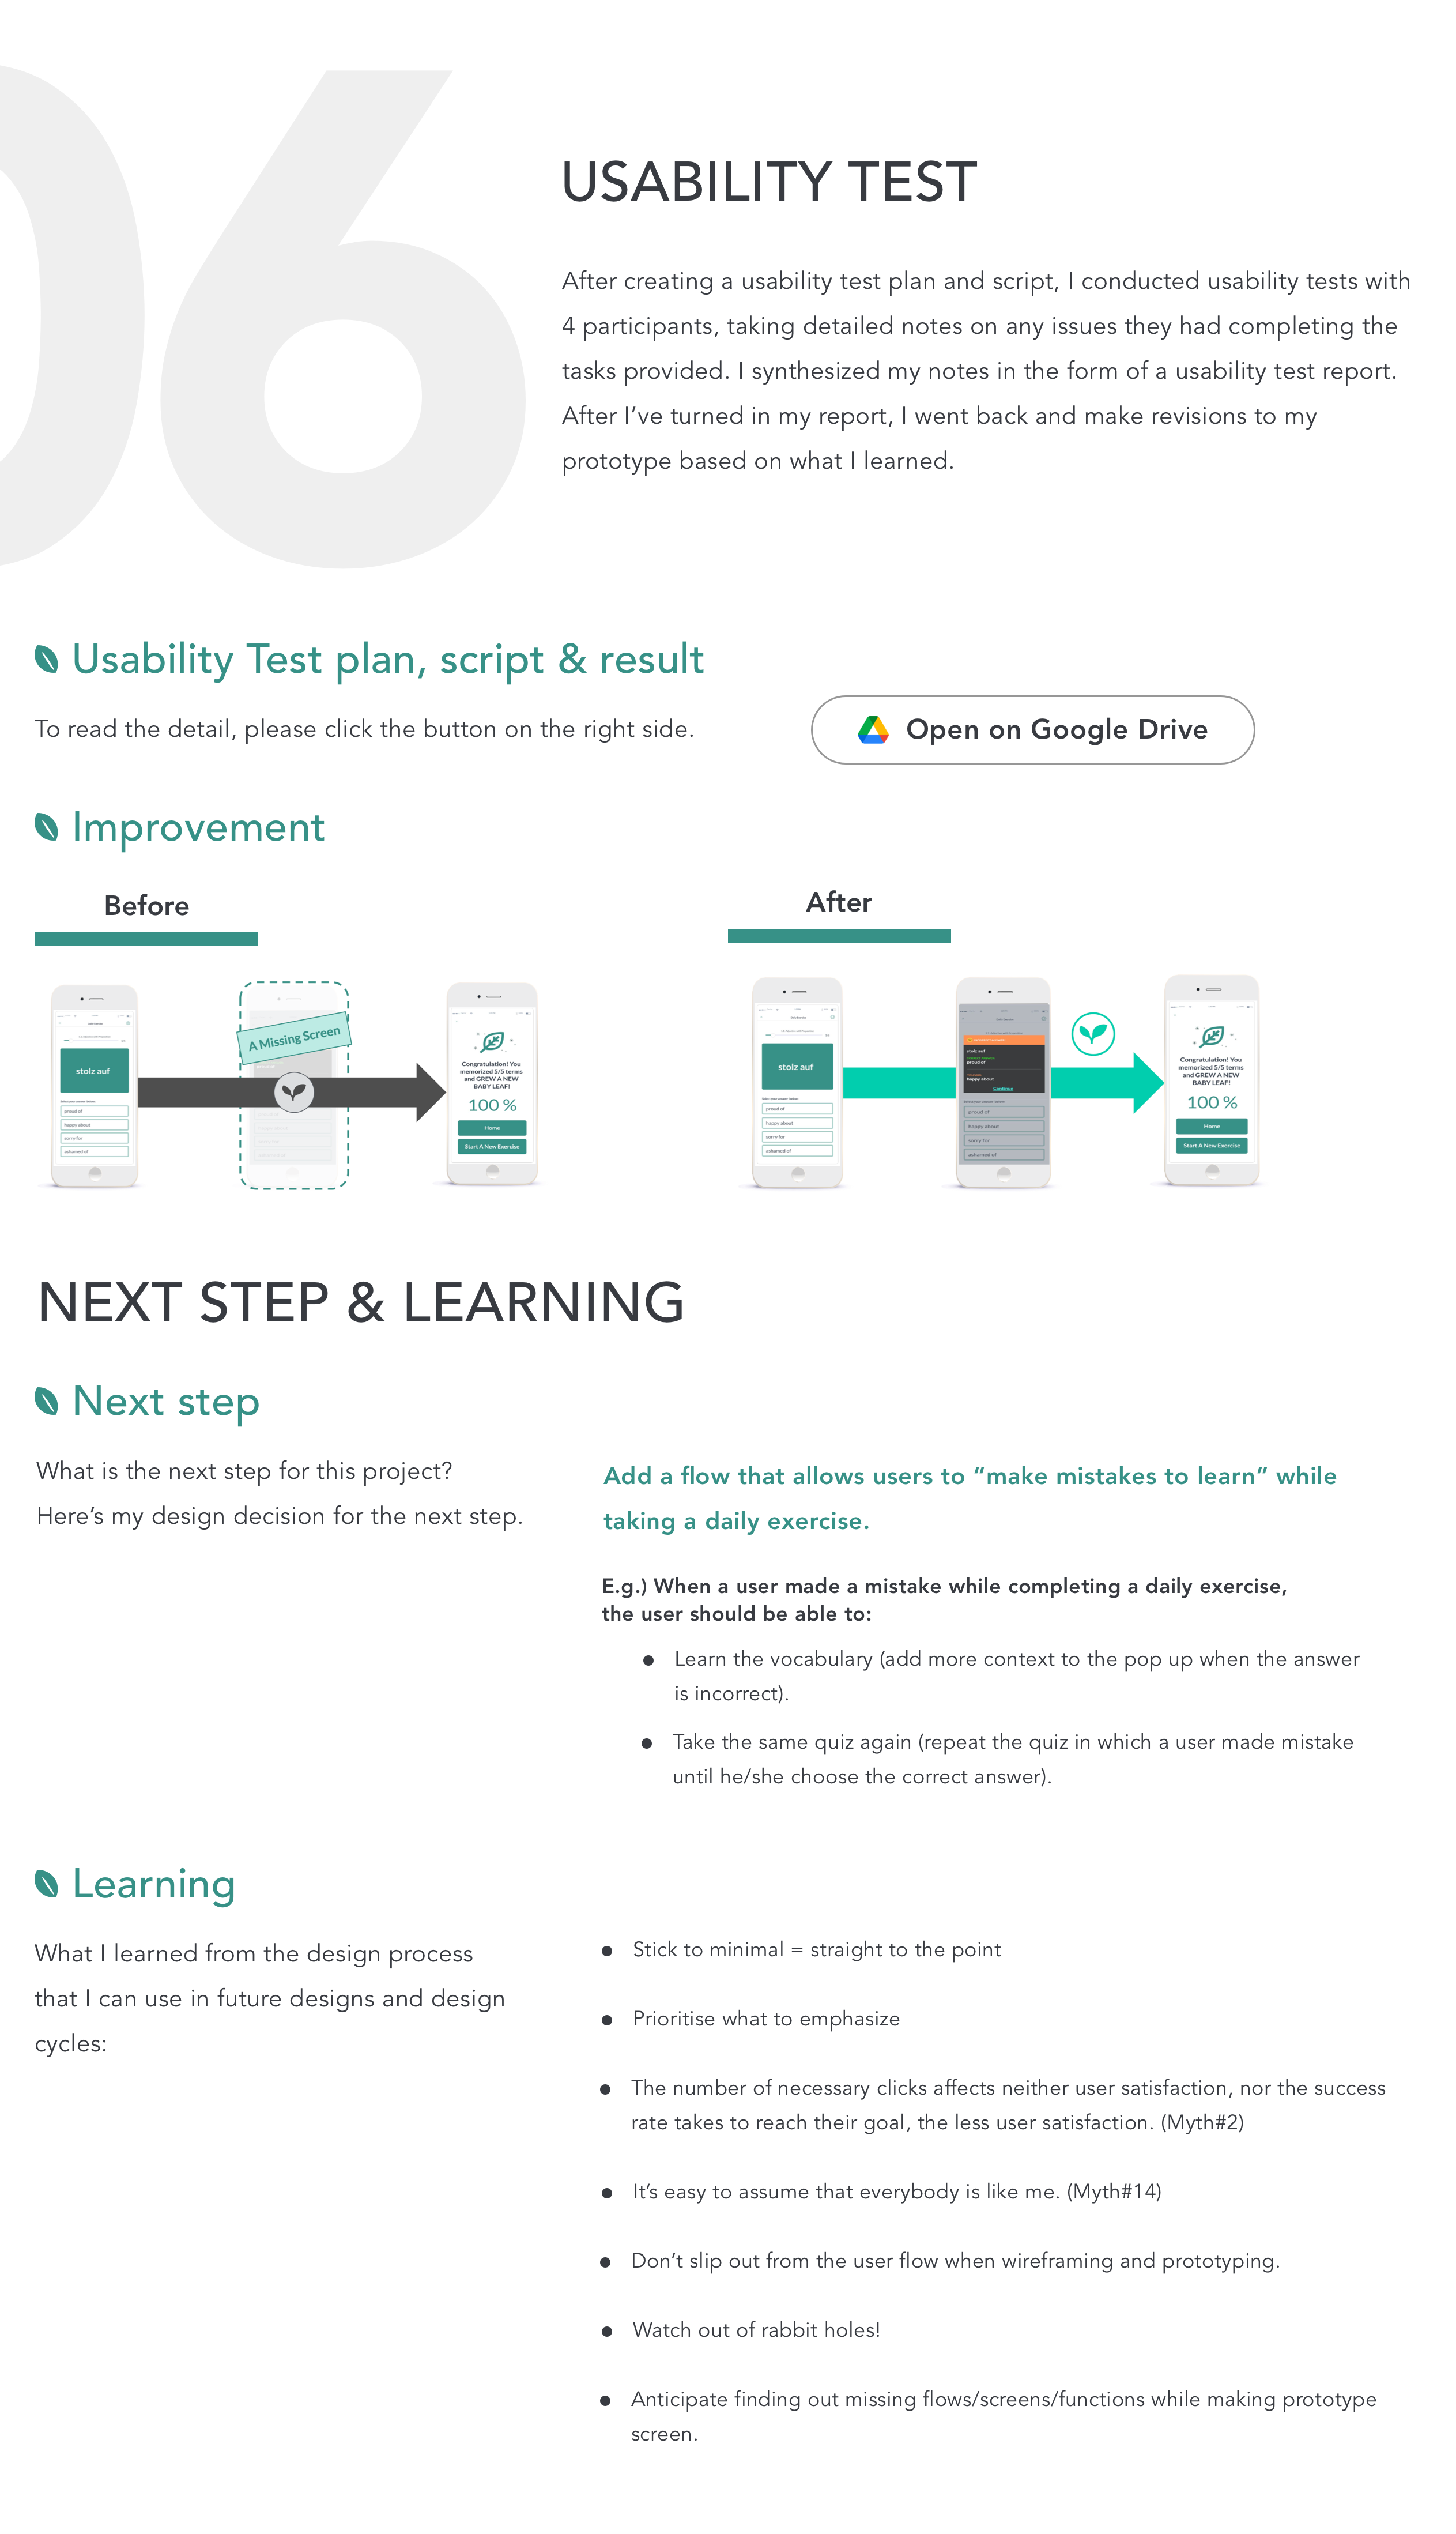 06
USABILITY TEST
After creating a usability test plan and script, I conducted usability tests with
4 participants, taking detailed notes on any issues they had completing the
tasks provided. I synthesized my notes in the form of a usability test report.
After I’ve turned in my report, I went back and make revisions to my
prototype based on what I learned.
Usability Test plan, script & result
To read the detail, please click the button on the right side.
Open on Google Drive
Improvement
Before
stolz auf
proud of
happy about
sorry for
ashamed of
A Missing Screen
Congratulation! You
memorized 5/5 terms
and GREW A NEW
BABY LEAF!
100 %
Home
Start A New Exercise
After
stolz auf
proud of
happy about
sorry for
ashamed of
stolz auf
proud of
happy about
Continue
proud of
happy about
sorry for
ashamed of
Congratulation! You
memorized 5/5 terms
and GREW A NEW
BABY LEAF!
100 %
Home
Start A New Exercise
NEXT STEP & LEARNING
Next step
What is the next step for this project?
Here’s my design decision for the next step.
Add a flow that allows users to “make mistakes to learn” while
taking a daily exercise.
E.g.) When a user made a mistake while completing a daily exercise,
the user should be able to:
Learn the vocabulary (add more context to the pop up when the answer
is incorrect).
Take the same quiz again (repeat the quiz in which a user made mistake
until he/she choose the correct answer).
Learning
What I learned from the design process
that I can use in future designs and design
cycles:
Stick to minimal = straight to the point
Prioritise what to emphasize
The number of necessary clicks affects neither user satisfaction, nor the success
rate takes to reach their goal, the less user satisfaction. (Myth#2)
It’s easy to assume that everybody is like me. (Myth#14)
Don’t slip out from the user flow when wireframing and prototyping.
Watch out of rabbit holes!
Anticipate finding out missing flows/screens/functions while making prototype
screen.